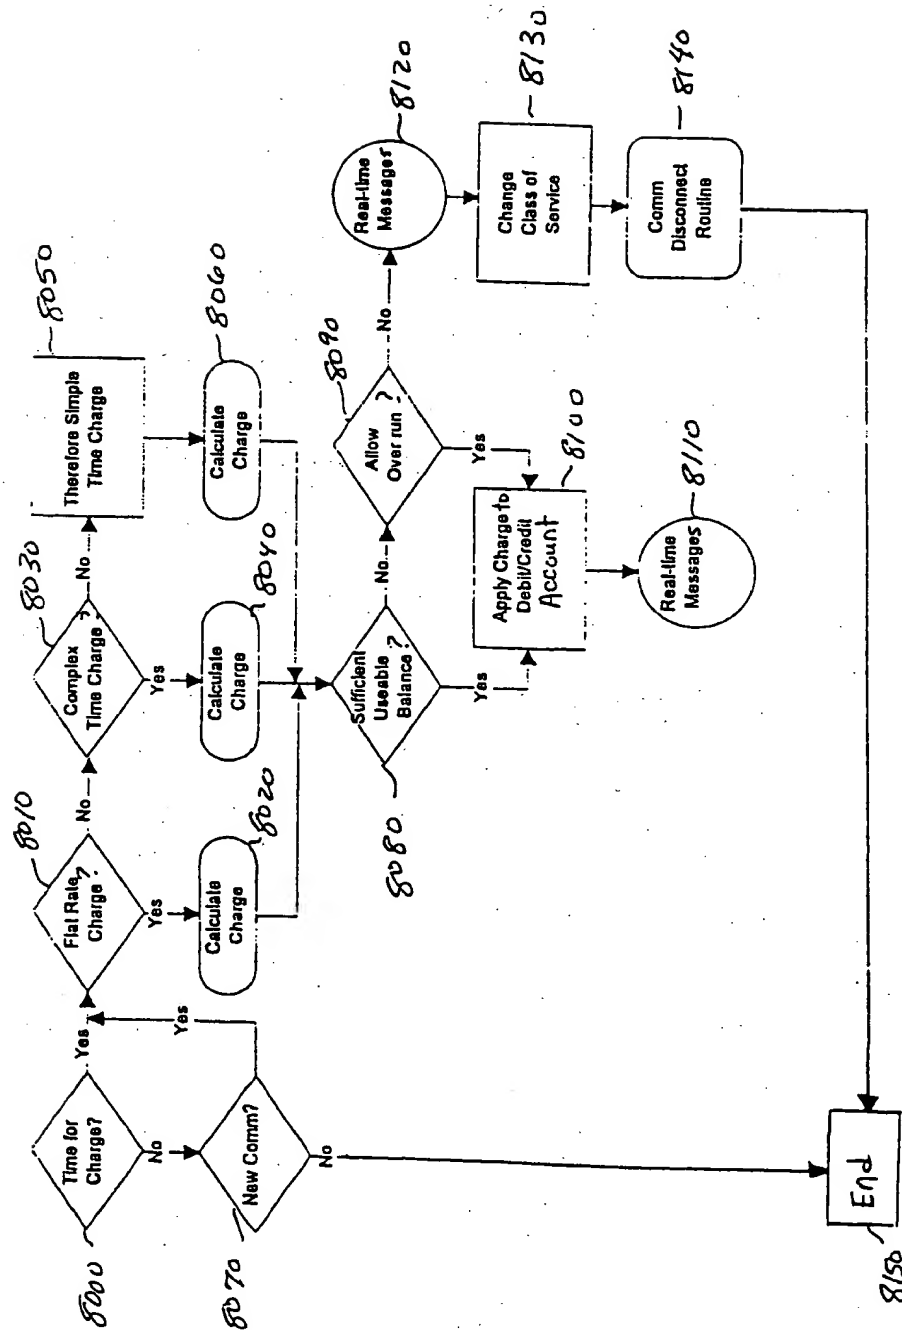 Time for
Charge?
8000
Yes
No
New Comm?
8070
Yes
No
Flat Rate
Charge?
8010
Yes
No
Calculate
Charge
8020
Complex
Time Charge?
8030
Yes
No
Calculate
Charge
8040
Therefore Simple
Time Charge
8050
Calculate
Charge
8060
Sufficient
Useable
Balance?
8080
Yes
No
Allow
Over run?
8090
Yes
No
Apply Charge to
Debit/Credit
Account
8100
Real-time
Messages
8110
Real-time
Messages
8120
Change
Class of
Service
8130
Comm
Disconnect
Routine
8140
End
8150